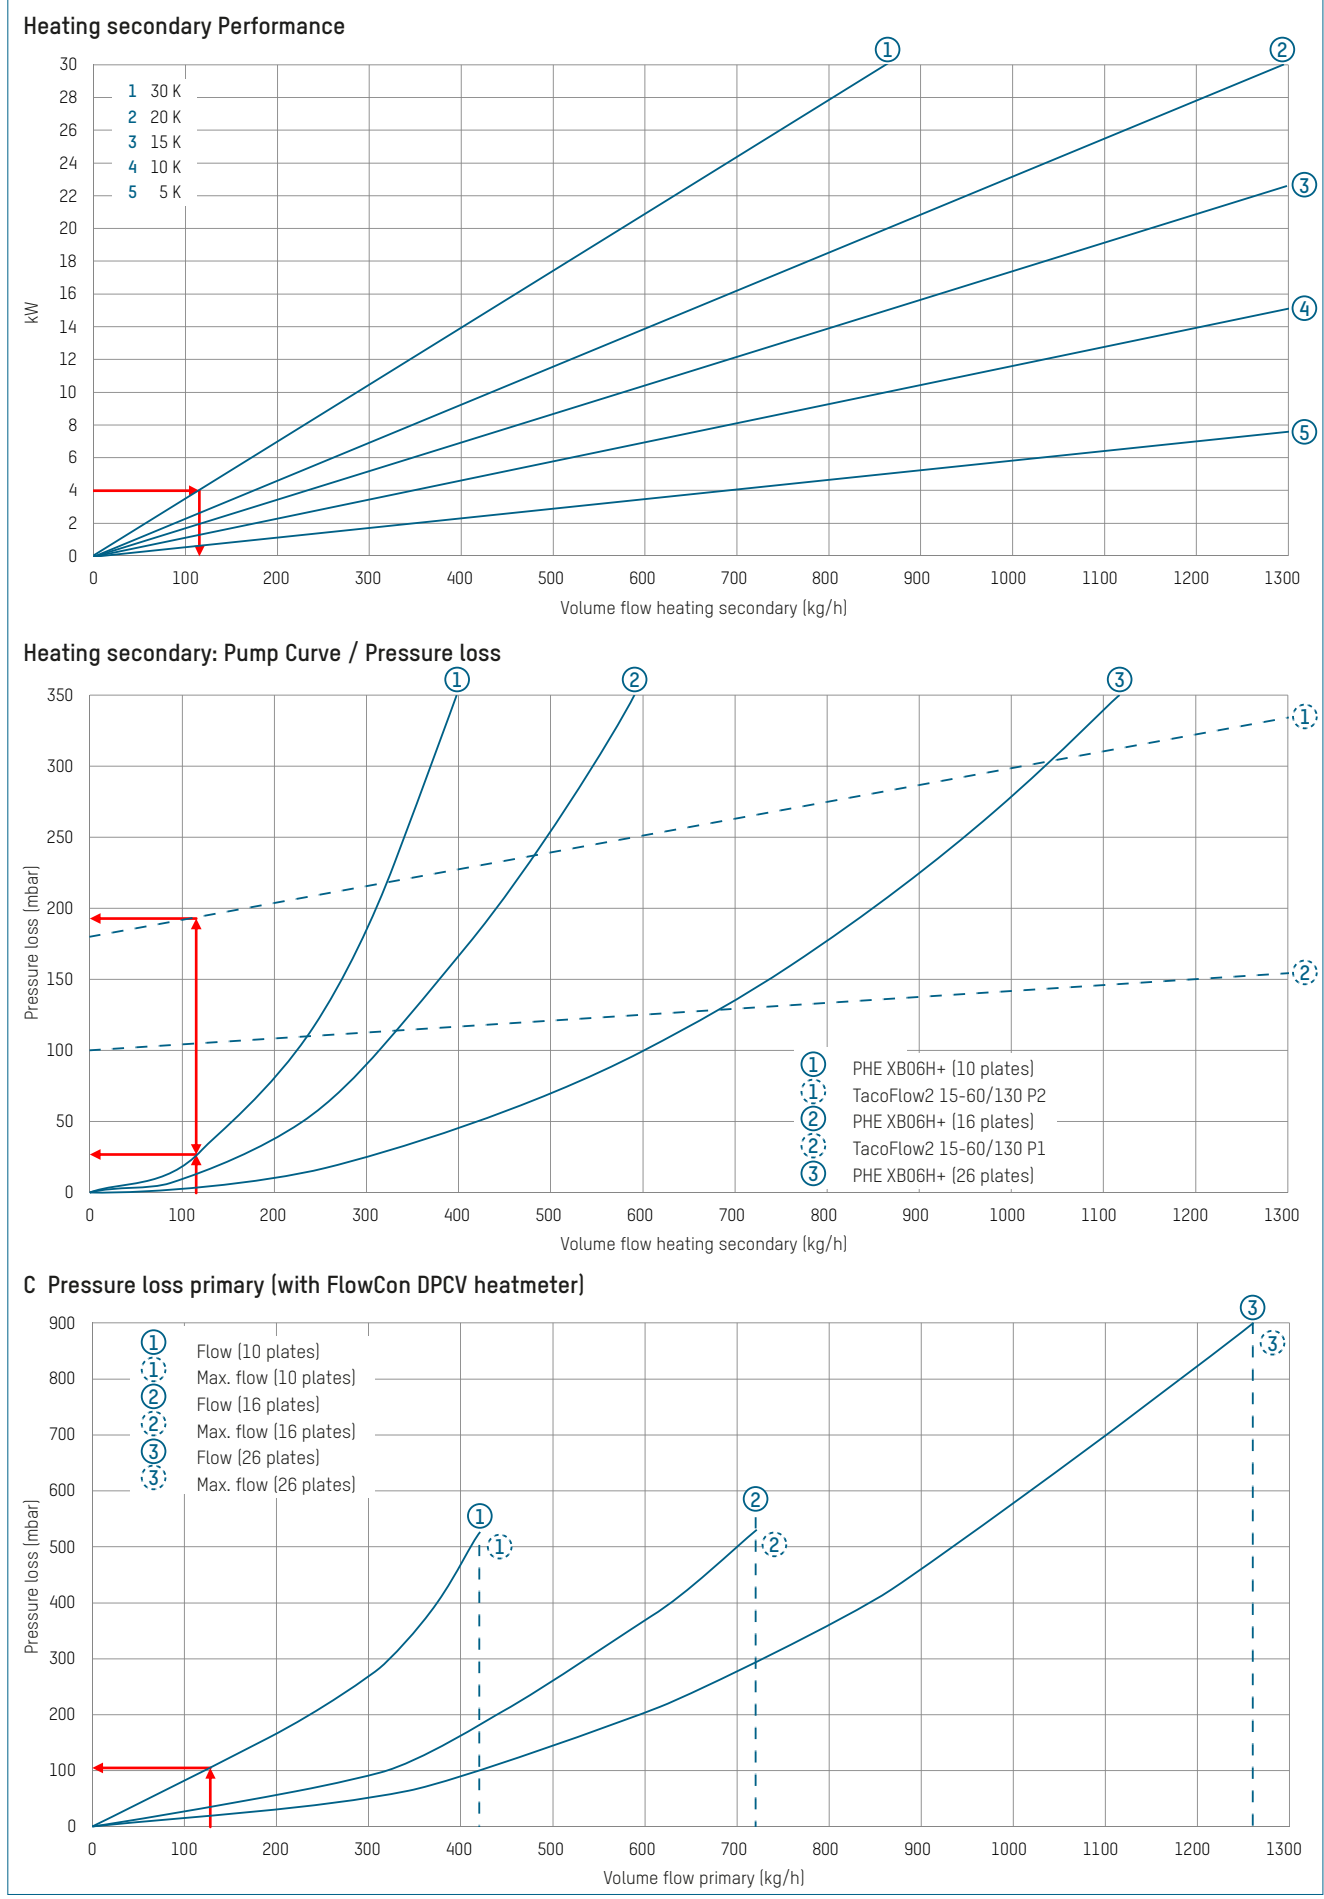 Heating secondary Performance
1
2
30
28
26
24
22
20
18
16
14
12
10
8
6
4
2
0
kW
1 30 K
2 20 K
3 15 K
4 10 K
5 5 K
3
4
5
0 100 200 300 400 500 600 700 800 900 1000 1100 1200 1300
Volume flow heating secondary (kg/h)
Heating secondary: Pump Curve / Pressure loss
1
2
3
350
300
250
200
150
100
50
0
Pressure loss (mbar)
1
2
1 PHE XB06H+ (10 plates)
1 TacoFlow2 15-60/130 P2
2 PHE XB06H+ (16 plates)
2 TacoFlow2 15-60/130 P1
3 PHE XB06H+ (26 plates)
0 100 200 300 400 500 600 700 800 900 1000 1100 1200 1300
Volume flow heating secondary (kg/h)
C Pressure loss primary (with FlowCon DPCV heatmeter)
900
800
700
600
500
400
300
200
100
0
Pressure loss (mbar)
1 Flow (10 plates)
1 Max. flow (10 plates)
2 Flow (16 plates)
2 Max. flow (16 plates)
3 Flow (26 plates)
3 Max. flow (26 plates)
3
3
2
2
1
1
0 100 200 300 400 500 600 700 800 900 1000 1100 1200 1300
Volume flow primary (kg/h)